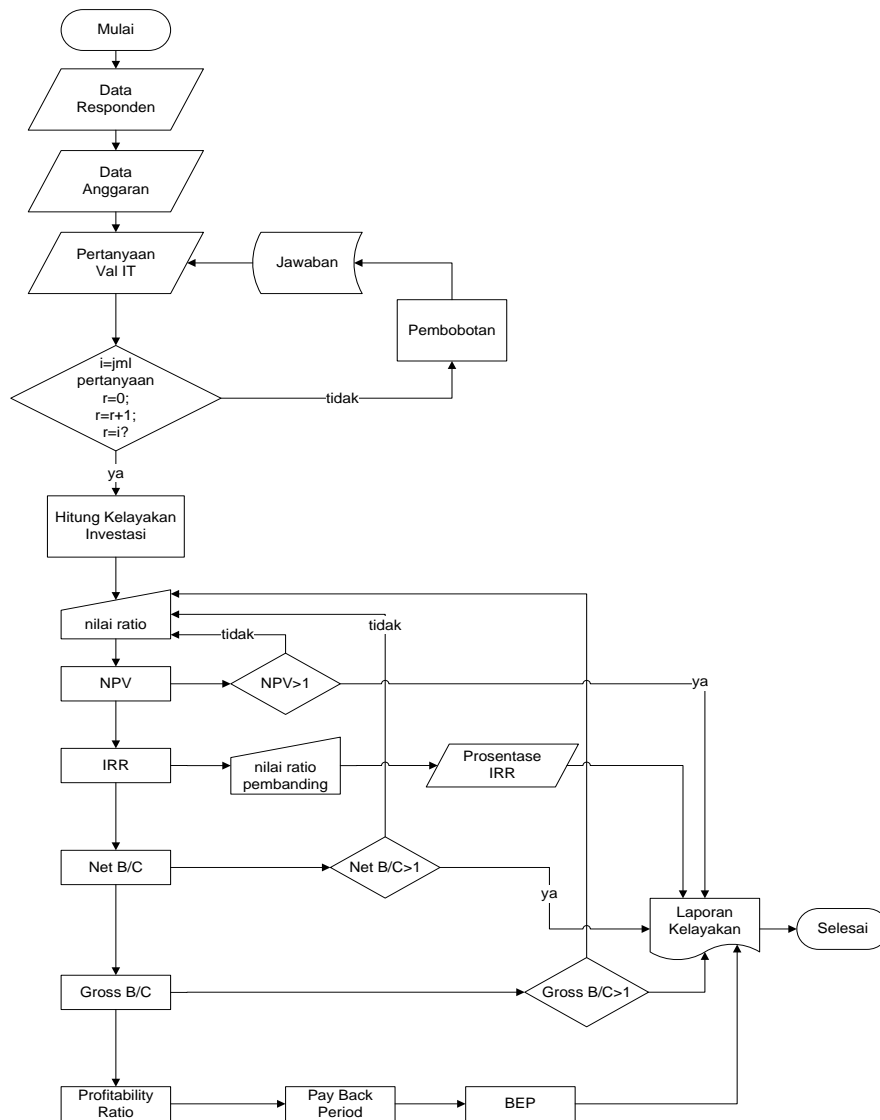 Mulai
Data
Responden
Data
Anggaran
Pertanyaan
Val IT
Jawaban
Pembobotan
i=jml
pertanyaan
r=0;
r=r+1;
r=i?
tidak
ya
Hitung Kelayakan
Investasi
nilai ratio
tidak
tidak
NPV
NPV>1
ya
IRR
nilai ratio
pembanding
Prosentase
IRR
Net B/C
Net B/C>1
ya
Laporan
Kelayakan
Selesai
Gross B/C
Gross B/C>1
Profitability
Ratio
Pay Back
Period
BEP